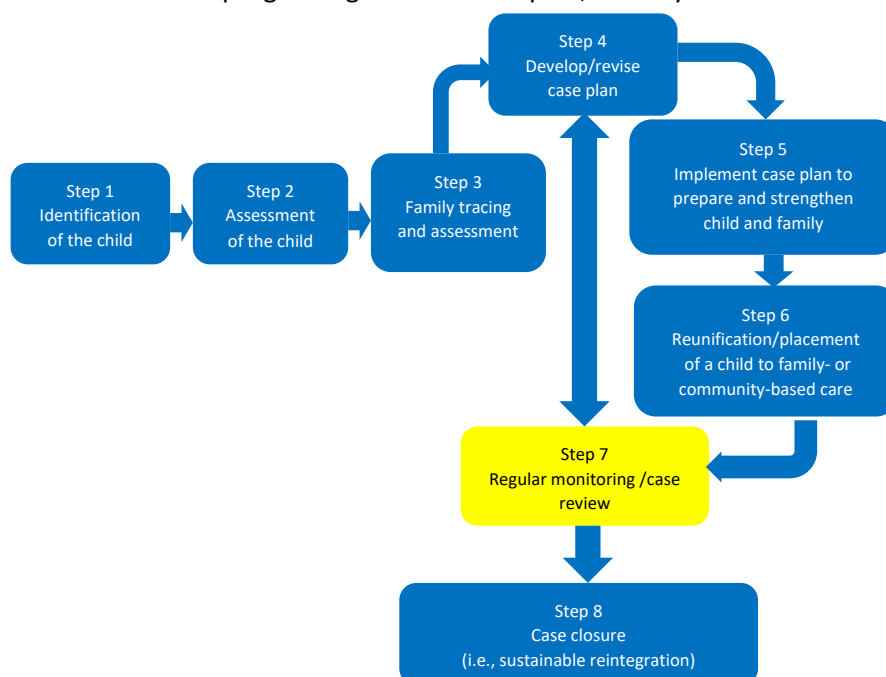 Step 1
Identification
of the child
Step 2
Assessment
of the child
Step 3
Family tracing
and assessment
Step 4
Develop/revise
case plan
Step 5
Implement case plan to
prepare and strengthen
child and family
Step 6
Reunification/placement
of a child to family- or
community-based care
Step 7
Regular monitoring /case
review
Step 8
Case closure
(i.e., sustainable reintegration)